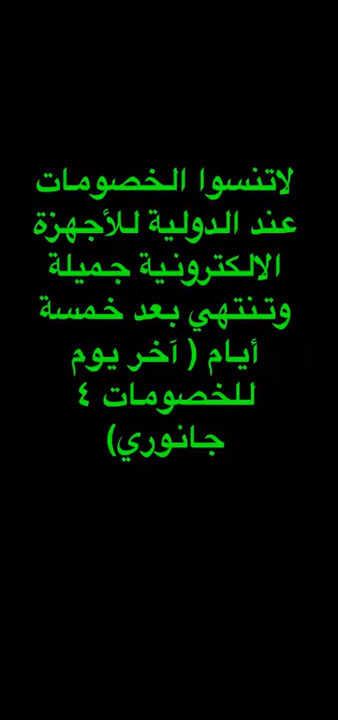 لاتنسوا الخصومات
عند الدولية للأجهزة
الالكترونية جميلة
وتنتهي بعد خمسة
أيام ( آخر يوم
للخصومات ٤
جانوري)